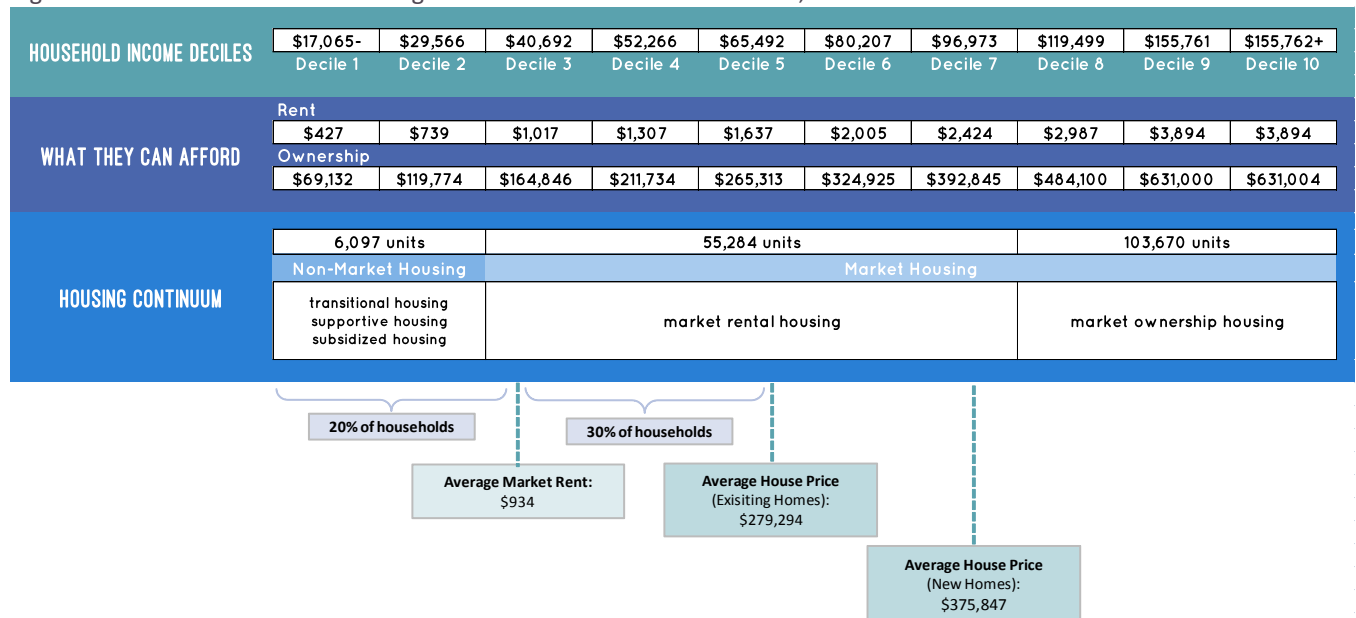 HOUSEHOLD INCOME DECILES
$17,065- $29,566 $40,692 $52,266 $65,492 $80,207 $96,973 $119,499 $155,761 $155,762+
Decile 1 Decile 2 Decile 3 Decile 4 Decile 5 Decile 6 Decile 7 Decile 8 Decile 9 Decile 10
WHAT THEY CAN AFFORD
Rent
$427 $739 $1,017 $1,307 $1,637 $2,005 $2,424 $2,987 $3,894 $3,894
Ownership
$69,132 $119,774 $164,846 $211,734 $265,313 $324,925 $392,845 $484,100 $631,000 $631,004
HOUSING CONTINUUM
6,097 units 55,284 units 103,670 units
Non-Market Housing Market Housing
transitional housing
supportive housing
subsidized housing
market rental housing
market ownership housing
20% of households
30% of households
Average Market Rent:
$934
Average House Price
(Exisiting Homes):
$279,294
Average House Price
(New Homes):
$375,847